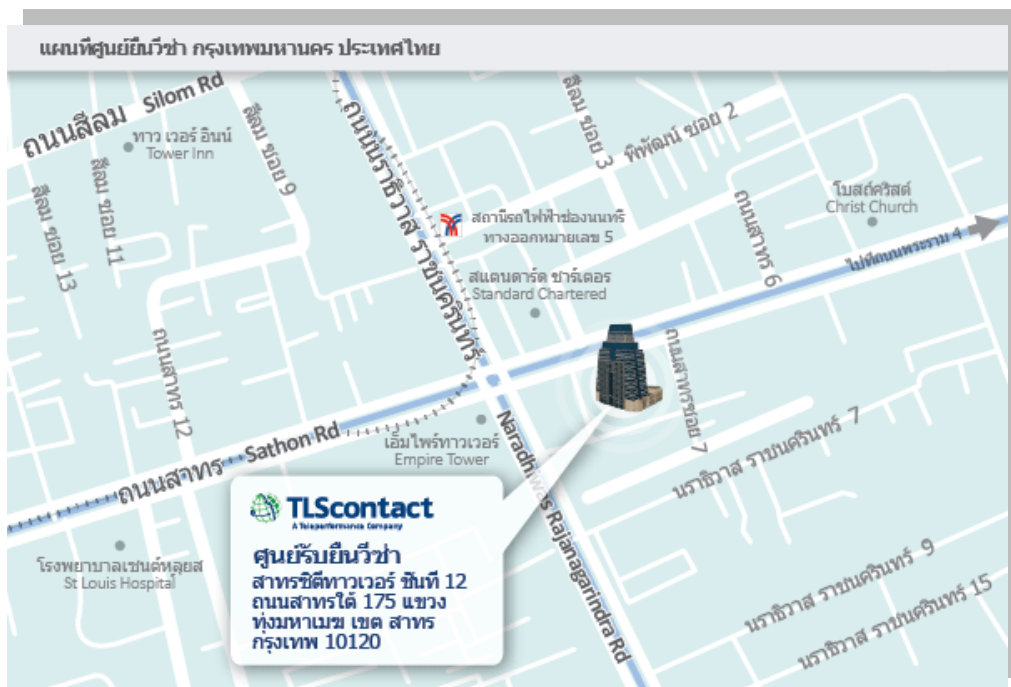 แผนที่ศูนย์ยื่นวีซ่า กรุงเทพมหานคร ประเทศไทย
ถนนสีลม Silom Rd
ทาว เวอร์ อินน์
Tower Inn
สีลม ซอย 9
สีลม ซอย 11
สีลม ซอย 13
ถนนนราธิวาส ราชนครินทร์
สีลม ซอย 3
พิพัฒน์ ซอย 2
สถานีรถไฟฟ้าช่องนนทรี
ทางออกหมายเลข 5
ถนนสาทร 6
โบสถ์คริสต์
Christ Church
ไปที่ถนนพระราม 4
สแตนดาร์ด ชาร์เตอร
Standard Chartered
ถนนสาทร 12
ถนนสาทรซอย 7
ถนนสาทร Sathon Rd
เอ็มไพร์ทาวเวอร์
Empire Tower
Naradhiwas Rajanagarindra Rd
นราธิวาส ราชนครินทร์ 7
TLScontact
A Teleperformance Company
ศูนย์รับยื่นวีซ่า
สาทรซิตี้ทาวเวอร์ ชั้นที่ 12
ถนนสาทรใต้ 175 แขวง
ทุ่งมหาเมฆ เขต สาทร
กรุงเทพ 10120
โรงพยาบาลเซนต์หลุยส
St Louis Hospital
นราธิวาส ราชนครินทร์ 9
นราธิวาส ราชนครินทร์ 15